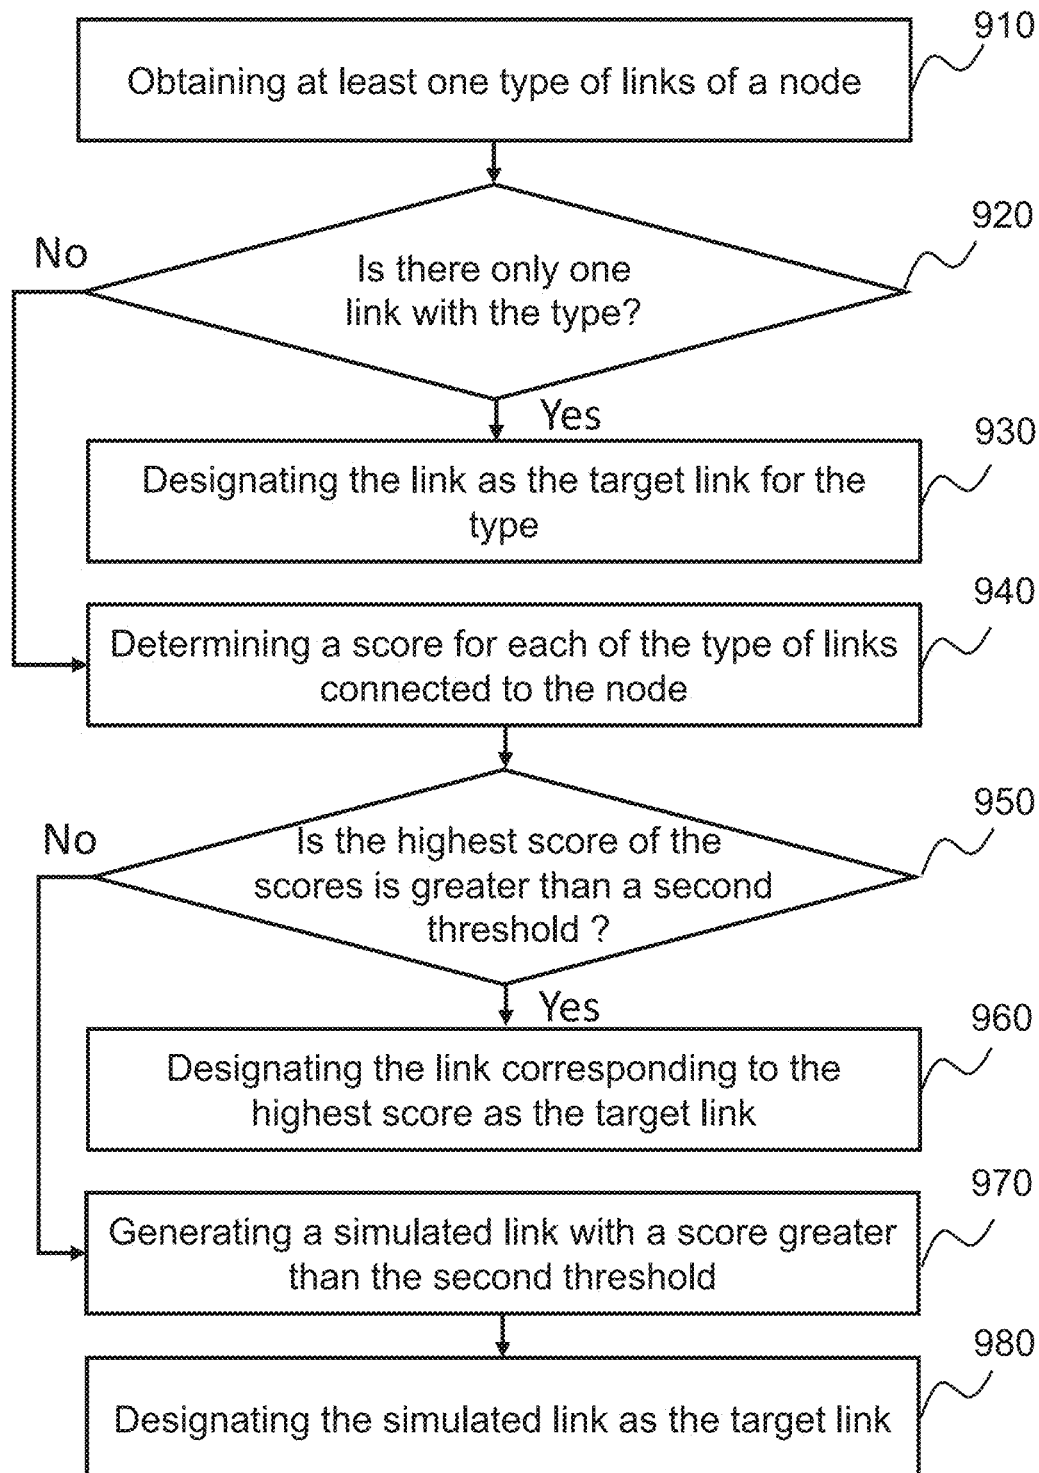 910
Obtaining at least one type of links of a node
920
No
Is there only one
link with the type?
Yes
930
Designating the link as the target link for the
type
940
Determining a score for each of the type of links
connected to the node
950
No
Is the highest score of the
scores is greater than a second
threshold ?
Yes
960
Designating the link corresponding to the
highest score as the target link
970
Generating a simulated link with a score greater
than the second threshold
980
Designating the simulated link as the target link